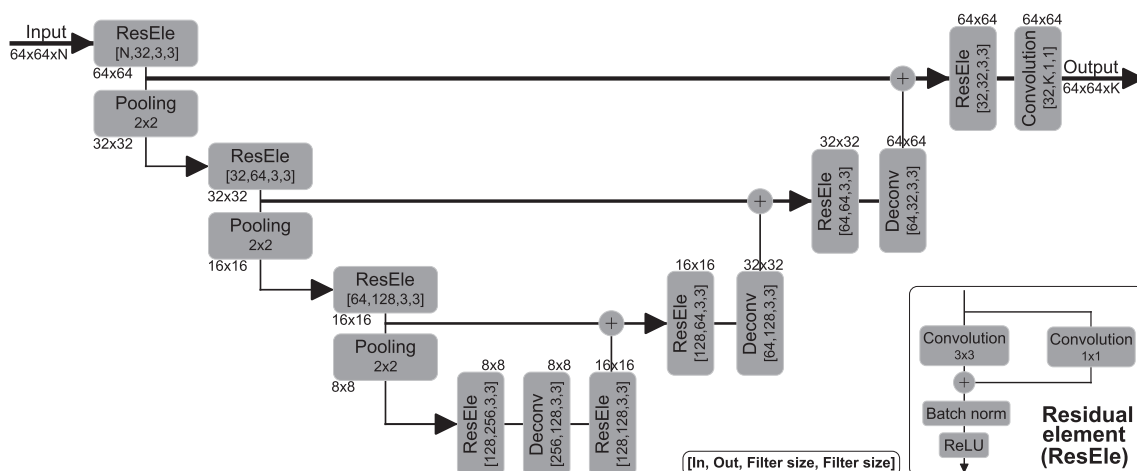 Input
64x64xN
ResEle
[N,32,3,3]
64x64
Pooling
2x2
32x32
ResEle
[32,64,3,3]
32x32
Pooling
2x2
16x16
ResEle
[64,128,3,3]
16x16
Pooling
2x2
8x8
8x8
ResEle
[128,256,3,3]
8x8
Deconv
[256,128,3,3]
16x16
ResEle
[128,128,3,3]
+
16x16
ResEle
[128,64,3,3]
32x32
Deconv
[64,128,3,3]
+
32x32
ResEle
[64,64,3,3]
64x64
Deconv
[64,32,3,3]
+
64x64
ResEle
[32,32,3,3]
64x64
Convolution
[32,K,1,1]
Output
64x64xK
[In, Out, Filter size, Filter size]
Convolution
3x3
Convolution
1x1
+
Batch norm
ReLU
Residual
element
(ResEle)